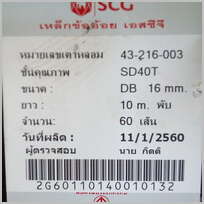 SCG
เหล็กข้ออ้อย เอสซีจี
หมายเลขเตาหลอม 43-216-003
ชั้นคุณภาพ SD40T
ขนาด : DB 16 mm.
ยาว : 10 m. พับ
จำนวน: 60 เส้น
วันที่ผลิต : 11/1/2560
ผู้ตรวจสอบ นาย กิตติ
2G60110140010132